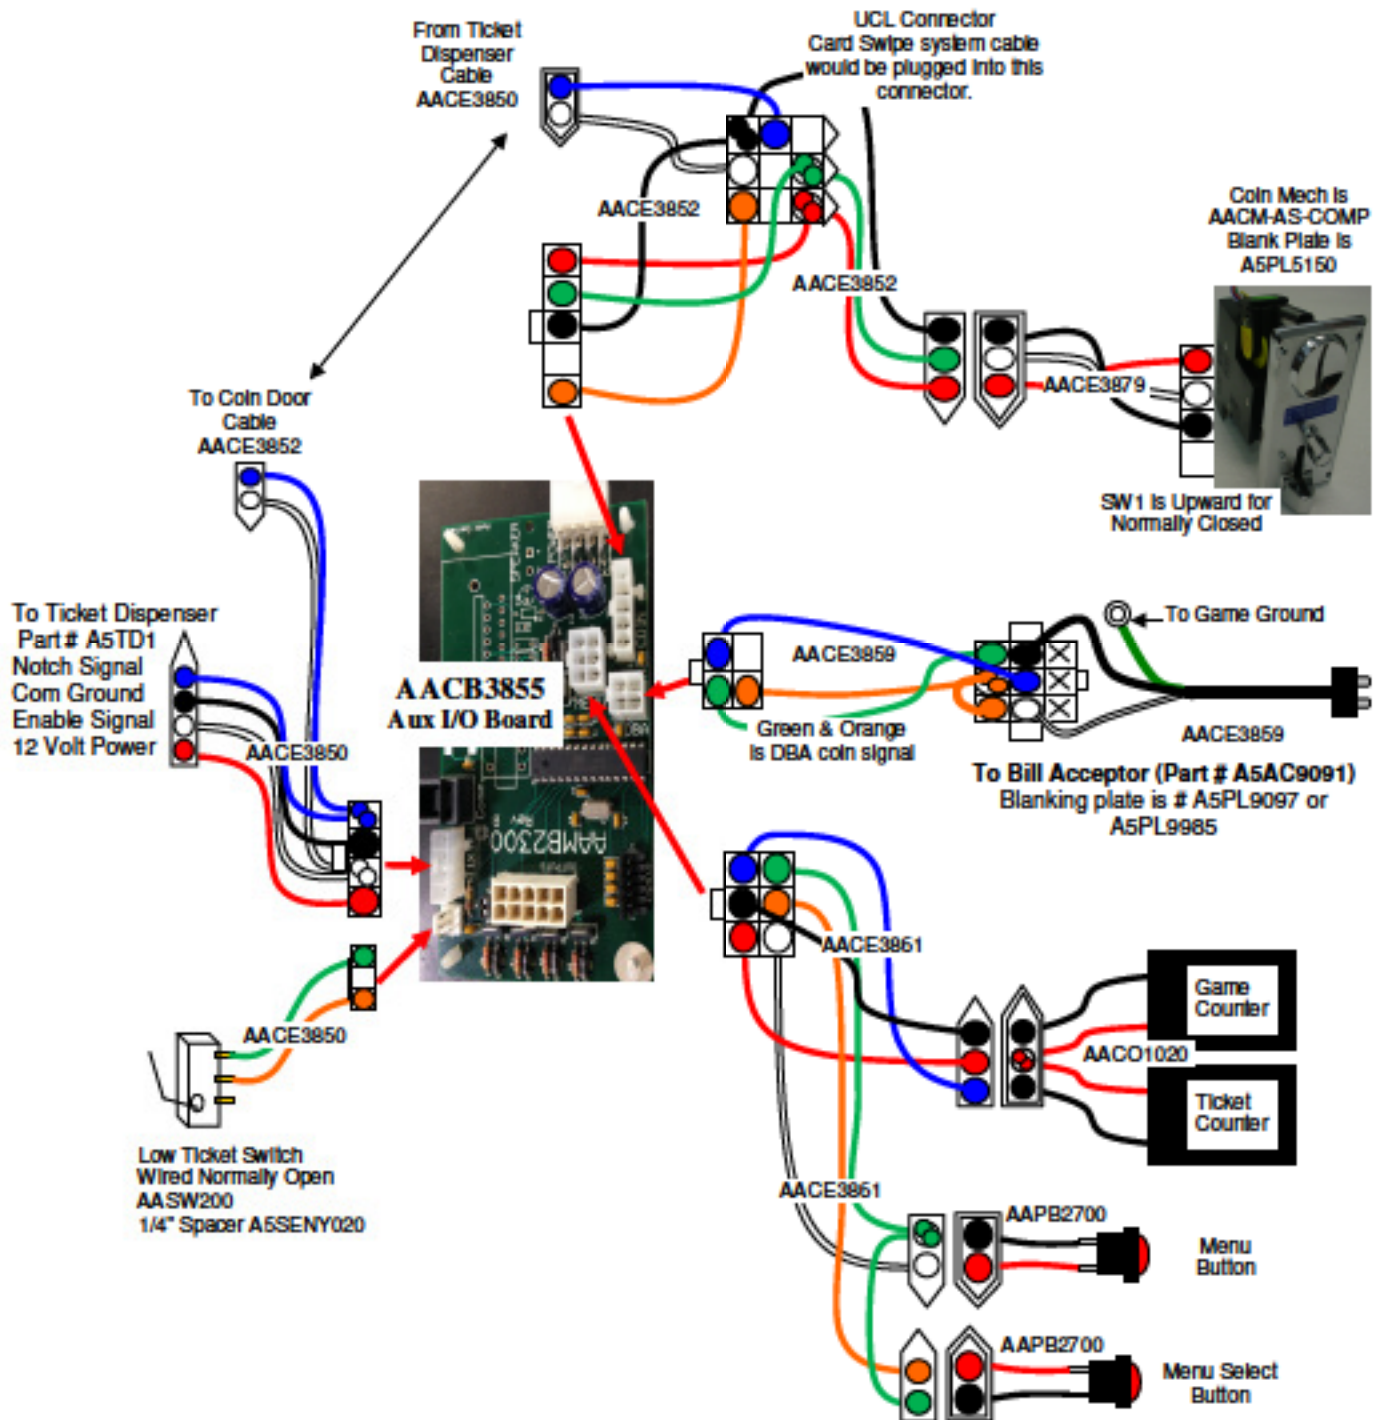 From Ticket
Dispenser
Cable
AACE3850
UCL Connector
Card Swipe system cable
would be plugged into this
connector.
AACE3852
AACE3852
Coin Mech is
AACM-AS-COMP
Blank Plate is
A5PL5150
AACE3879
SW1 is Upward for
Normally Closed
To Coin Door
Cable
AACE3852
To Ticket Dispenser
Part # A5TD1
Notch Signal
Com Ground
Enable Signal
12 Volt Power
AACE3850
SPEAKER
AACB3855
Aux I/O Board
AAMB2300
Rev
AACE3859
Green & Orange
is DBA coin signal
To Game Ground
AACE3859
To Bill Acceptor (Part # A5AC9091)
Blanking plate is # A5PL9097 or
A5PL9985
AACE3850
Low Ticket Switch
Wired Normally Open
AASW200
1/4" Spacer A5SENY020
AACE3861
Game
Counter
AACO1020
Ticket
Counter
AACE3861
AAPB2700
Menu
Button
AAPB2700
Menu Select
Button